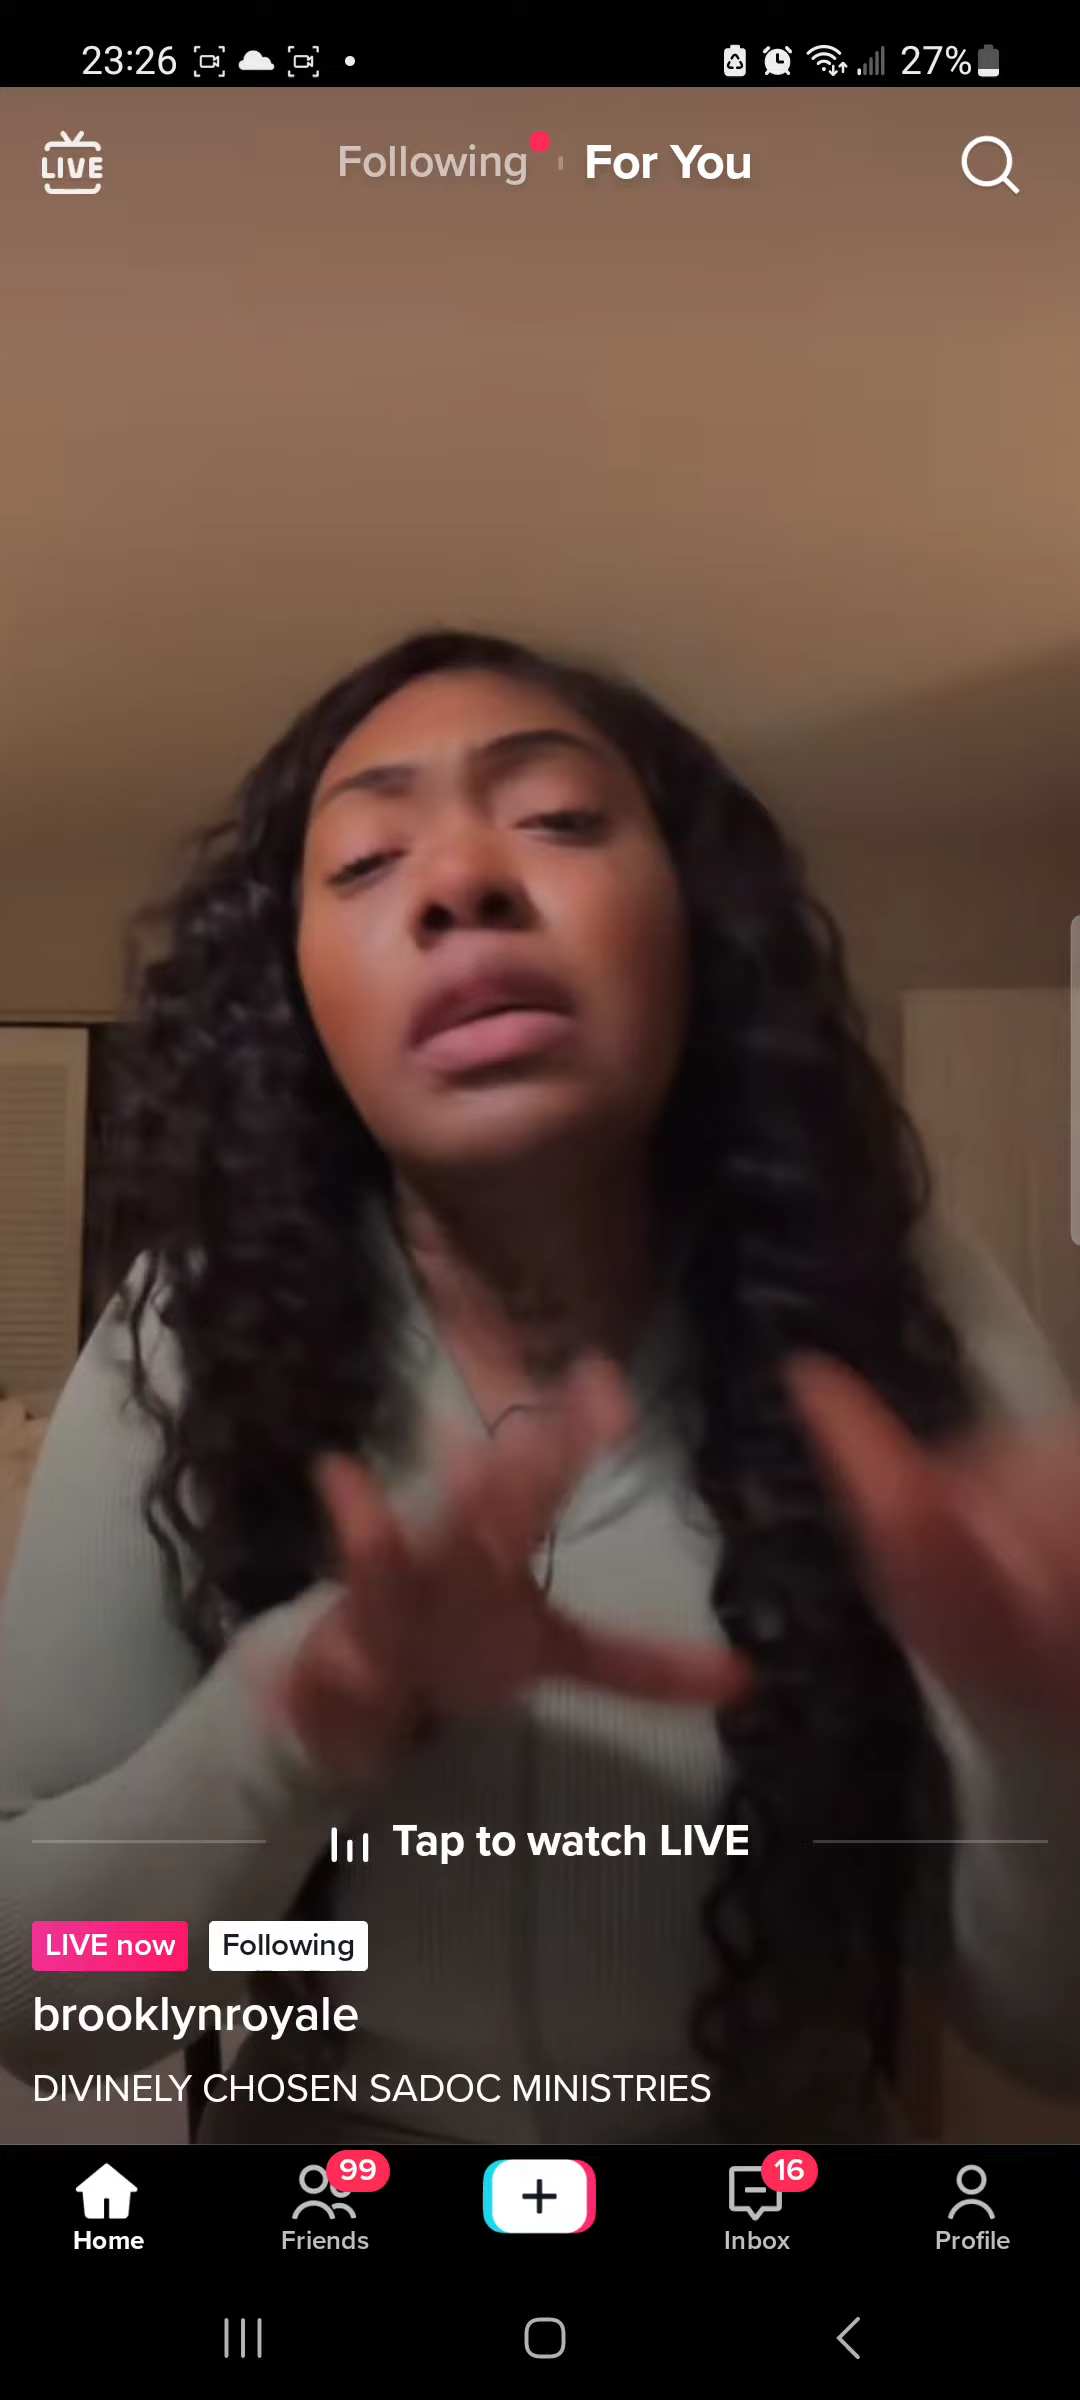 23:26
27%
LIVE
Following
For You
Tap to watch LIVE
LIVE now
Following
brooklynroyale
DIVINELY CHOSEN SADOC MINISTRIES
99
16
Home
Friends
Inbox
Profile